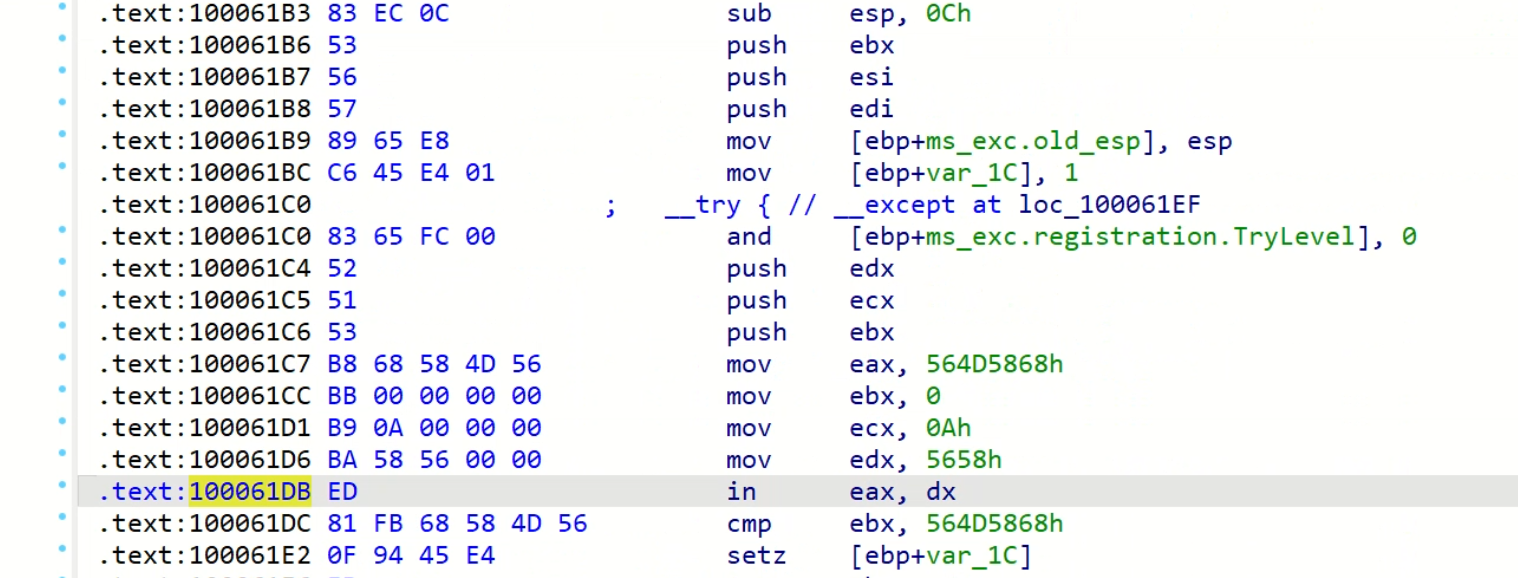 .text:100061B3 83 EC 0C sub esp, 0Ch
.text:100061B6 53 push ebx
.text:100061B7 56 push esi
.text:100061B8 57 push edi
.text:100061B9 89 65 E8 mov [ebp+ms_exc.old_esp], esp
.text:100061BC C6 45 E4 01 mov [ebp+var_1C], 1
.text:100061C0 ; __try { // __except at loc_100061EF
.text:100061C0 83 65 FC 00 and [ebp+ms_exc.registration.TryLevel], 0
.text:100061C4 52 push edx
.text:100061C5 51 push ecx
.text:100061C6 53 push ebx
.text:100061C7 B8 68 58 4D 56 mov eax, 564D5868h
.text:100061CC BB 00 00 00 00 mov ebx, 0
.text:100061D1 B9 0A 00 00 00 mov ecx, 0Ah
.text:100061D6 BA 58 56 00 00 mov edx, 5658h
.text:100061DB ED in eax, dx
.text:100061DC 81 FB 68 58 4D 56 cmp ebx, 564D5868h
.text:100061E2 0F 94 45 E4 setz [ebp+var_1C]